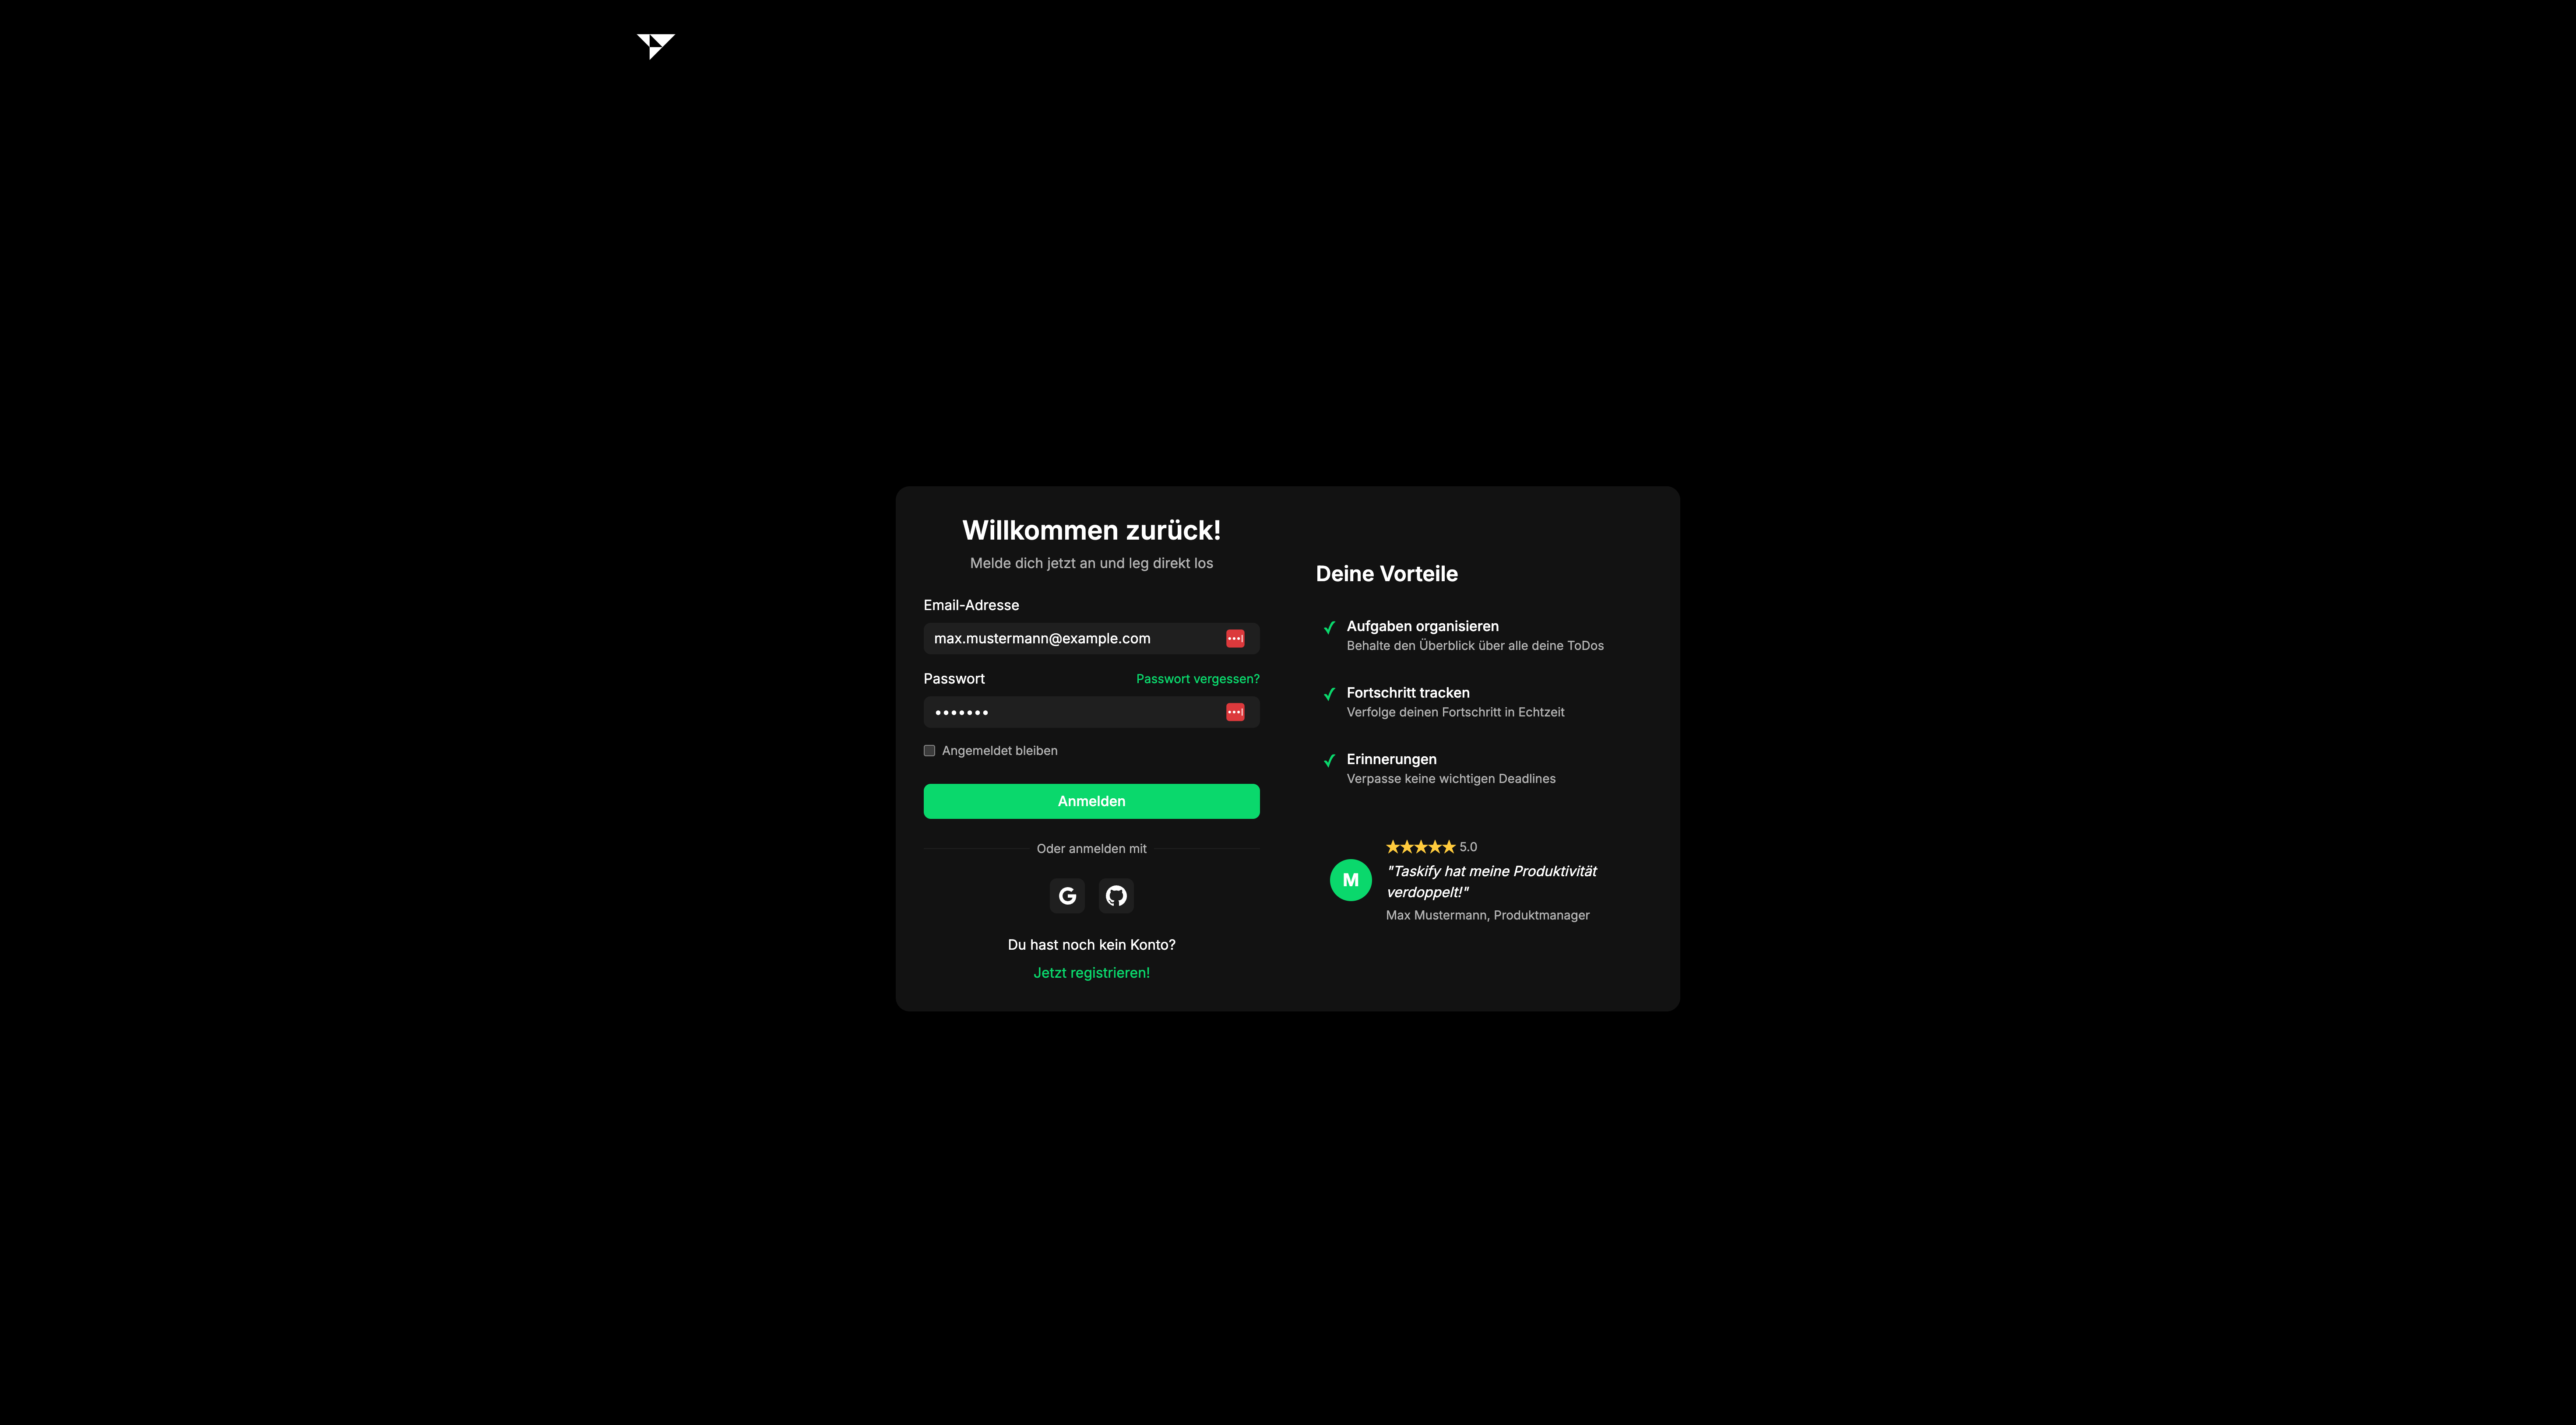 Willkommen zurück!
Melde dich jetzt an und leg direkt los
Email-Adresse
max.mustermann@example.com
Passwort
Passwort vergessen?
•••••••
Angemeldet bleiben
Anmelden
Oder anmelden mit
Du hast noch kein Konto?
Jetzt registrieren!
Deine Vorteile
Aufgaben organisieren
Behalte den Überblick über alle deine ToDos
Fortschritt tracken
Verfolge deinen Fortschritt in Echtzeit
Erinnerungen
Verpasse keine wichtigen Deadlines
M
★★★★★ 5.0
"Taskify hat meine Produktivität
verdoppelt!"
Max Mustermann, Produktmanager